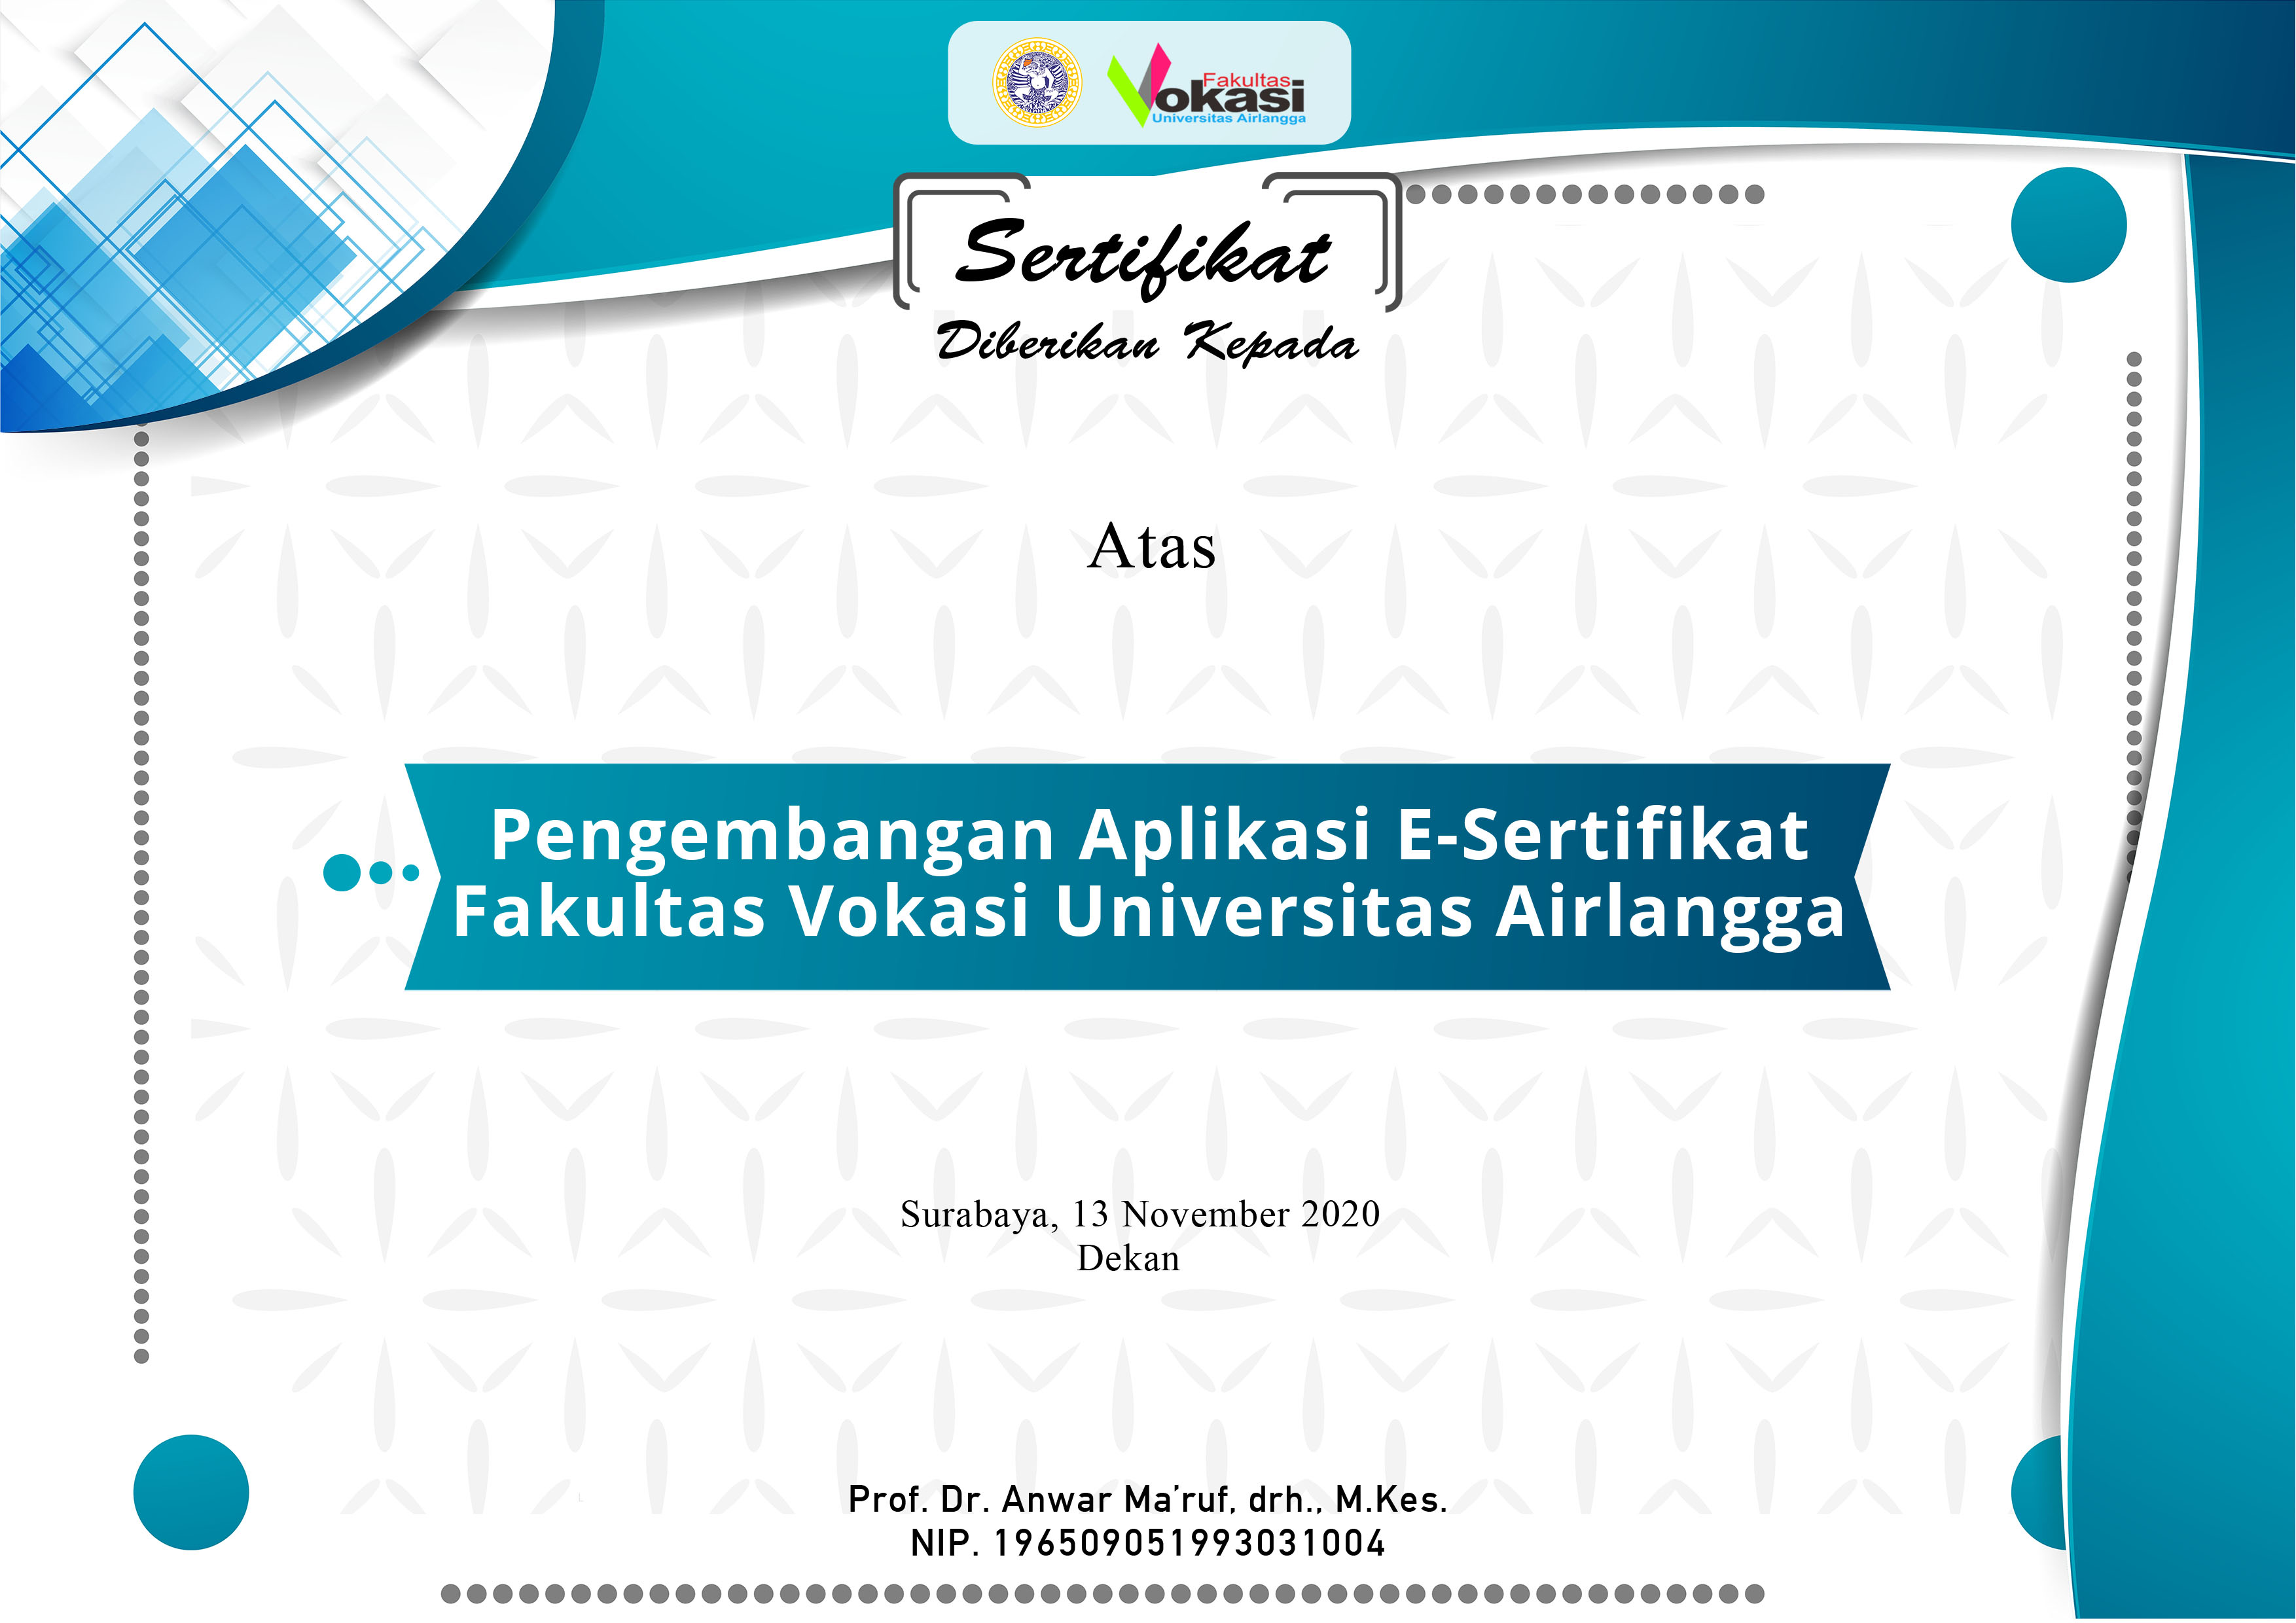 Fakultas
Vokasi
Universitas Airlangga
Sertifikat
Diberikan Kepada
Atas
Pengembangan Aplikasi E-Sertifikat
Fakultas Vokasi Universitas Airlangga
Surabaya, 13 November 2020
Dekan
Prof. Dr. Anwar Ma’ruf, drh., M.Kes.
NIP. 196509051993031004